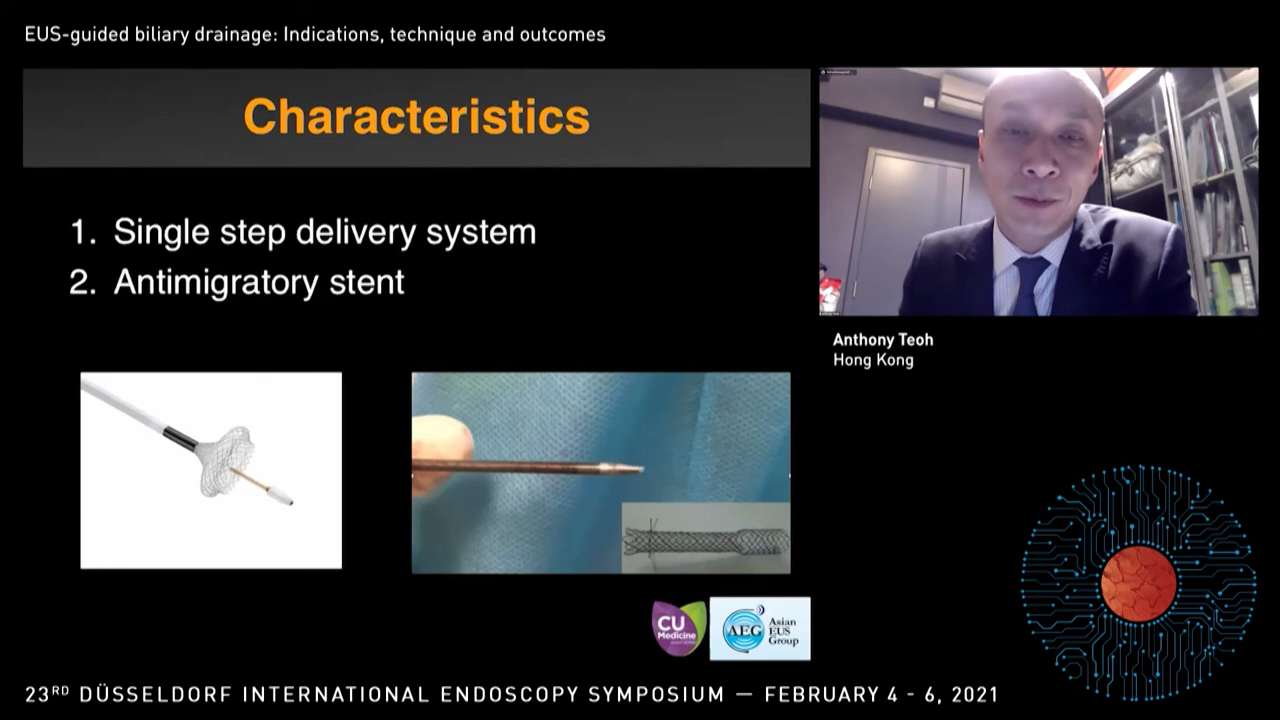 EUS-guided biliary drainage: Indications, technique and outcomes
Characteristics
1. Single step delivery system
2. Antimigratory stent
Anthony Teoh
Hong Kong
CU
Medicine
AEG
Asian
EUS
Group
23RD DÜSSELDORF INTERNATIONAL ENDOSCOPY SYMPOSIUM — FEBRUARY 4 - 6, 2021